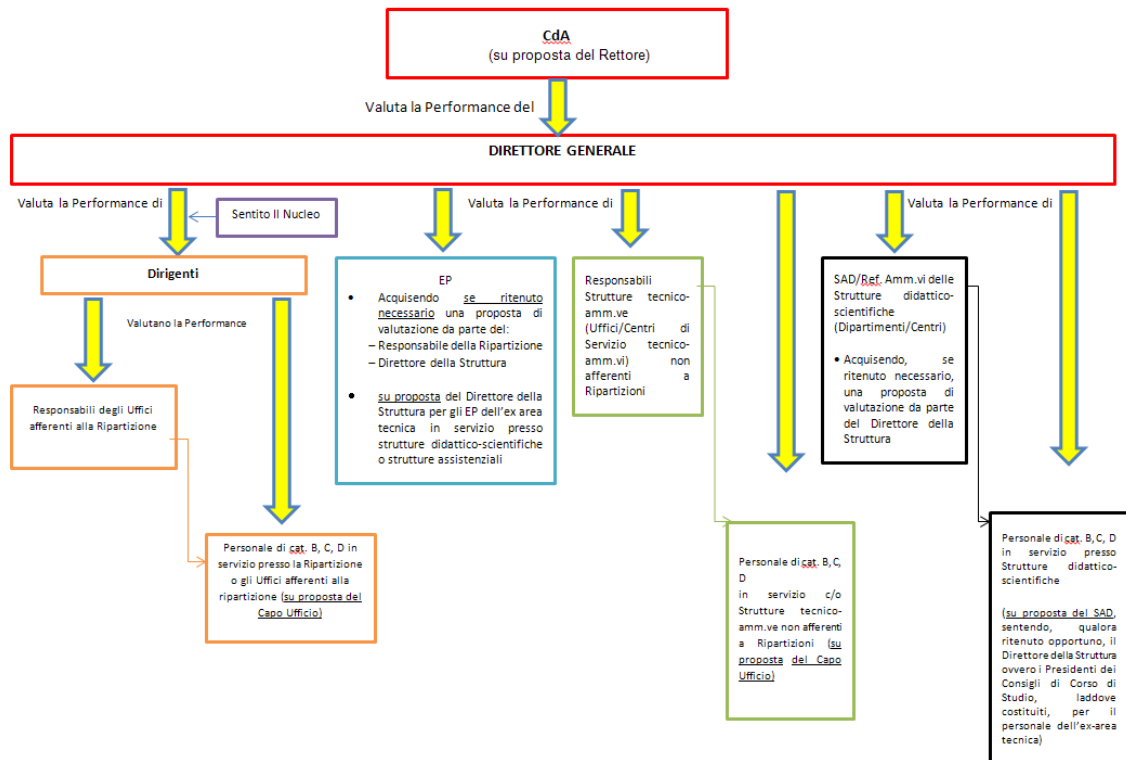 CdA
(su proposta del Rettore)
Valuta la Performance del
DIRETTORE GENERALE
Valuta la Performance di
Sentito Il Nucleo
Valuta la Performance di
Valuta la Performance di
Dirigenti
Valutano la Performance
Responsabili degli Uffici
afferenti alla Ripartizione
Personale di cat. B, C, D in
servizio presso la Ripartizione
o gli Uffici afferenti alla
ripartizione (su proposta del
Capo Ufficio)
EP
• Acquisendo se ritenuto
necessario una proposta di
valutazione da parte del:
– Responsabile della Ripartizione
– Direttore della Struttura
• su proposta del Direttore della
Struttura per gli EP dell'ex area
tecnica in servizio presso
strutture didattico-scientifiche
o strutture assistenziali
Responsabili
Strutture tecnico-
amm.ve
(Uffici/Centri di
Servizio tecnico-
amm.vi) non
afferenti a
Ripartizioni
Personale di cat. B, C,
D
in servizio c/o
Strutture tecnico-
amm.ve non afferenti
a Ripartizioni (su
proposta del Capo
Ufficio)
SAD/Ref. Amm.vi delle
Strutture didattico-
scientifiche
(Dipartimenti/Centri)
• Acquisendo, se
ritenuto necessario,
una proposta di
valutazione da parte
del Direttore della
Struttura
Personale di cat. B, C, D
in servizio presso
Strutture didattico-
scientifiche
(su proposta del SAD,
sentendo, qualora
ritenuto opportuno, il
Direttore della Struttura
ovvero i Presidenti dei
Consigli di Corso di
Studio, laddove
costituiti, per il
personale dell'ex-area
tecnica)